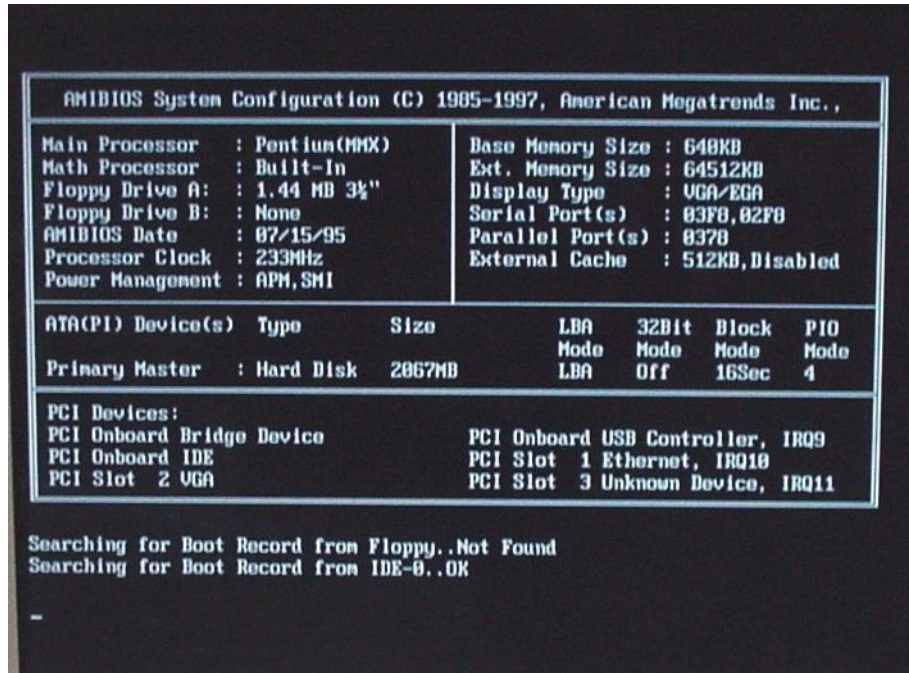 AMIBIOS System Configuration (C) 1985-1997, American Megatrends Inc.,
Main Processor : Pentium(MMX)
Math Processor : Built-In
Floppy Drive A: : 1.44 MB 3½"
Floppy Drive B: : None
AMIBIOS Date : 07/15/95
Processor Clock : 233MHz
Power Management : APM,SMI
Base Memory Size : 640KB
Ext. Memory Size : 64512KB
Display Type : VGA/EGA
Serial Port(s) : 03F8,02F8
Parallel Port(s) : 0378
External Cache : 512KB,Disabled
ATA(PI) Device(s) Type Size LBA 32Bit Block PIO
Mode Mode Mode Mode
Primary Master : Hard Disk 2067MB LBA Off 16Sec 4
PCI Devices:
PCI Onboard Bridge Device
PCI Onboard IDE
PCI Slot 2 VGA
PCI Onboard USB Controller, IRQ9
PCI Slot 1 Ethernet, IRQ10
PCI Slot 3 Unknown Device, IRQ11
Searching for Boot Record from Floppy..Not Found
Searching for Boot Record from IDE-0..OK
_